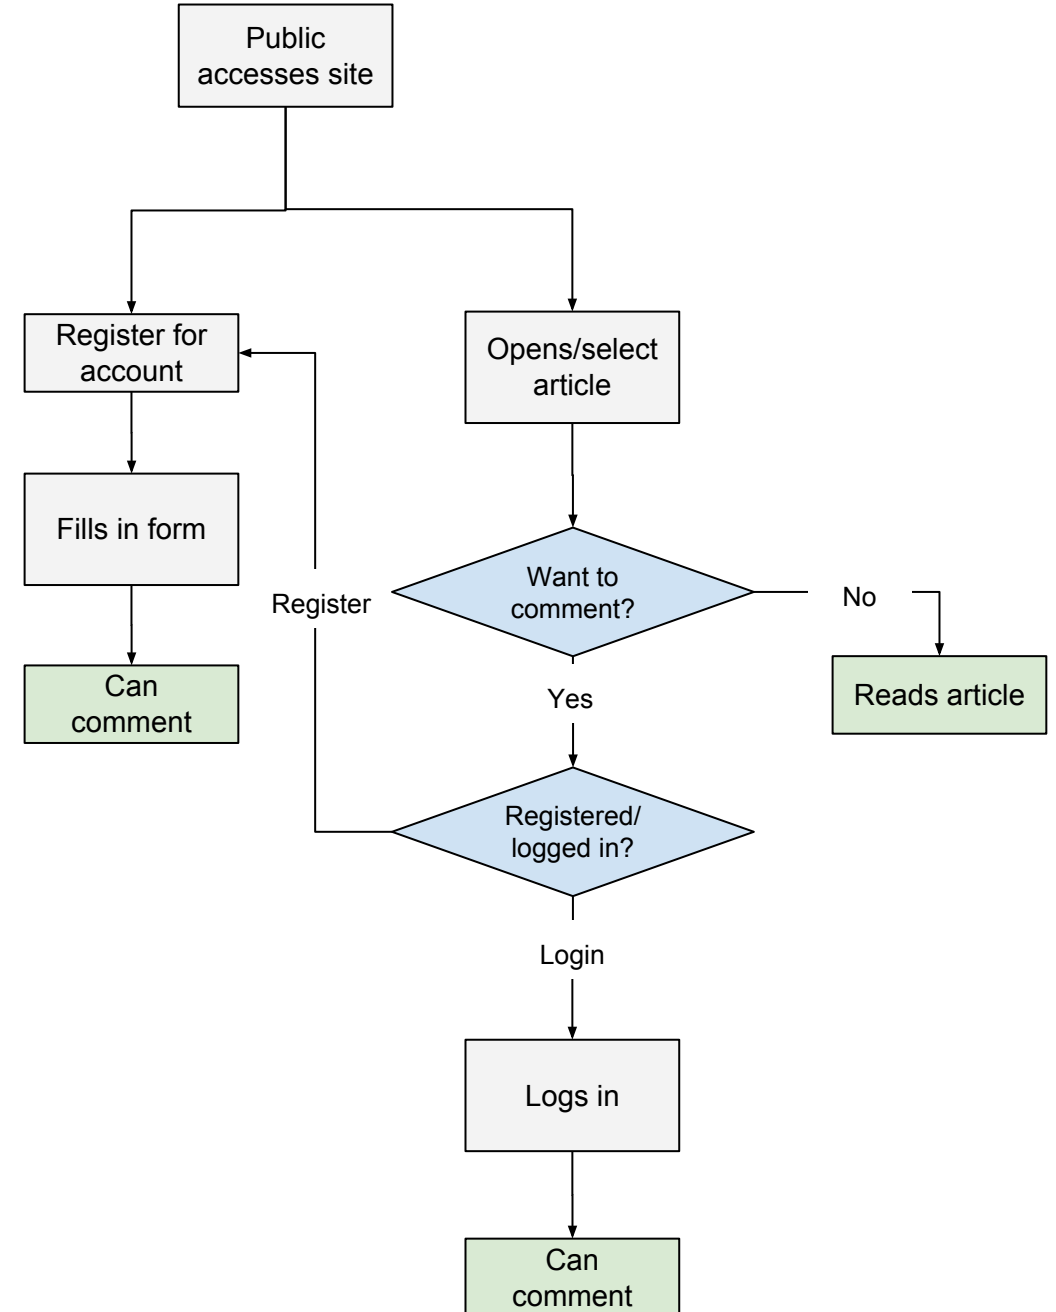 Public
accesses site
Register for
account
Opens/select
article
Fills in form
Want to
comment?
No
Register
Can
comment
Yes
Reads article
Registered/
logged in?
Login
Logs in
Can
comment